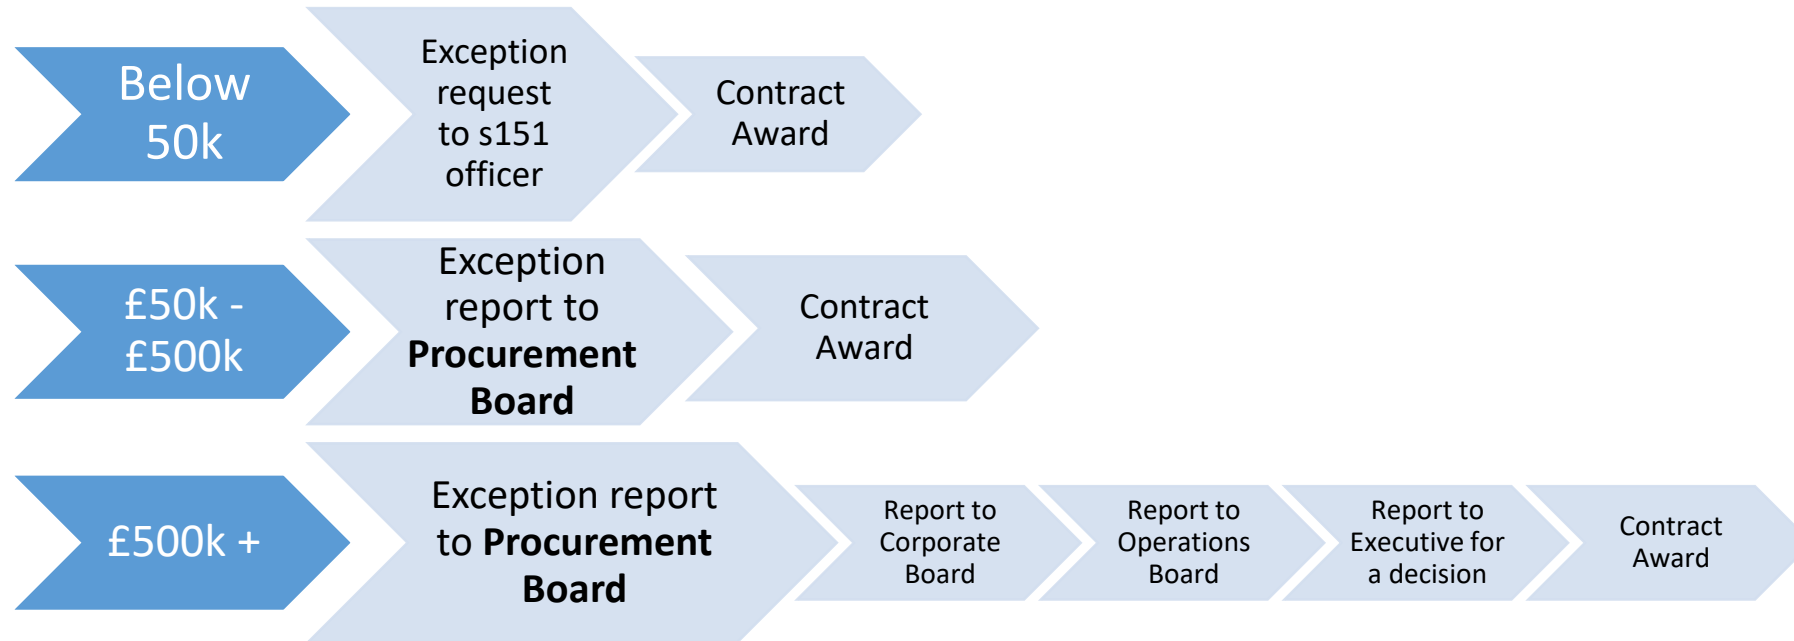 Below
50k
Exception
request
to s151
officer
Contract
Award
£50k -
£500k
Exception
report to
Procurement
Board
Contract
Award
£500k +
Exception report
to Procurement
Board
Report to
Corporate
Board
Report to
Operations
Board
Report to
Executive for
a decision
Contract
Award